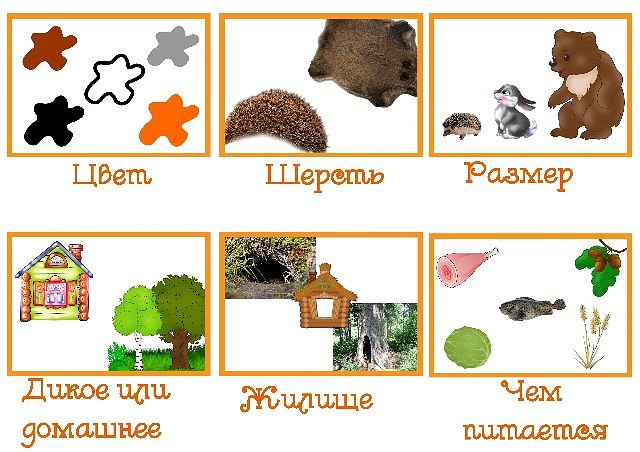 Цвет
Шерсть
Размер
Дикое или
домашнее
Жилище
Чем
питается